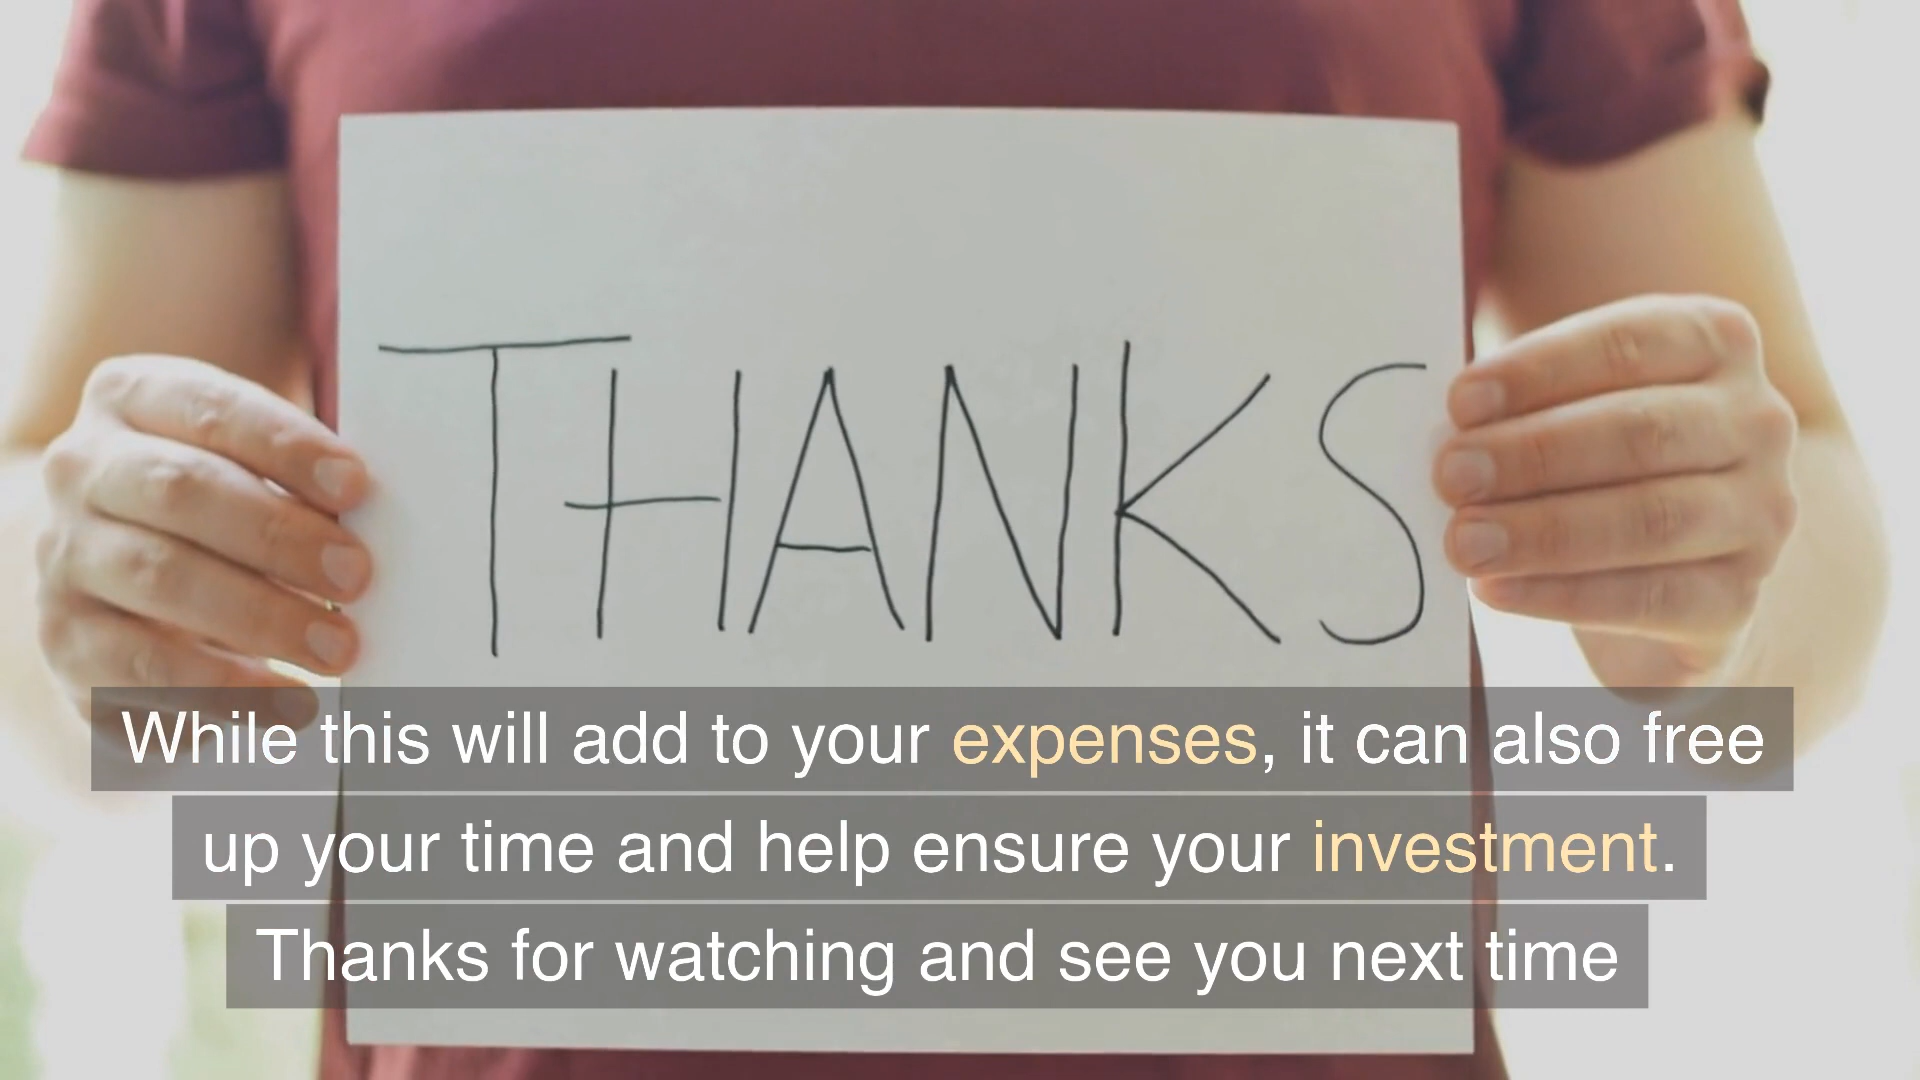 THANKS
While this will add to your expenses, it can also free
up your time and help ensure your investment.
Thanks for watching and see you next time